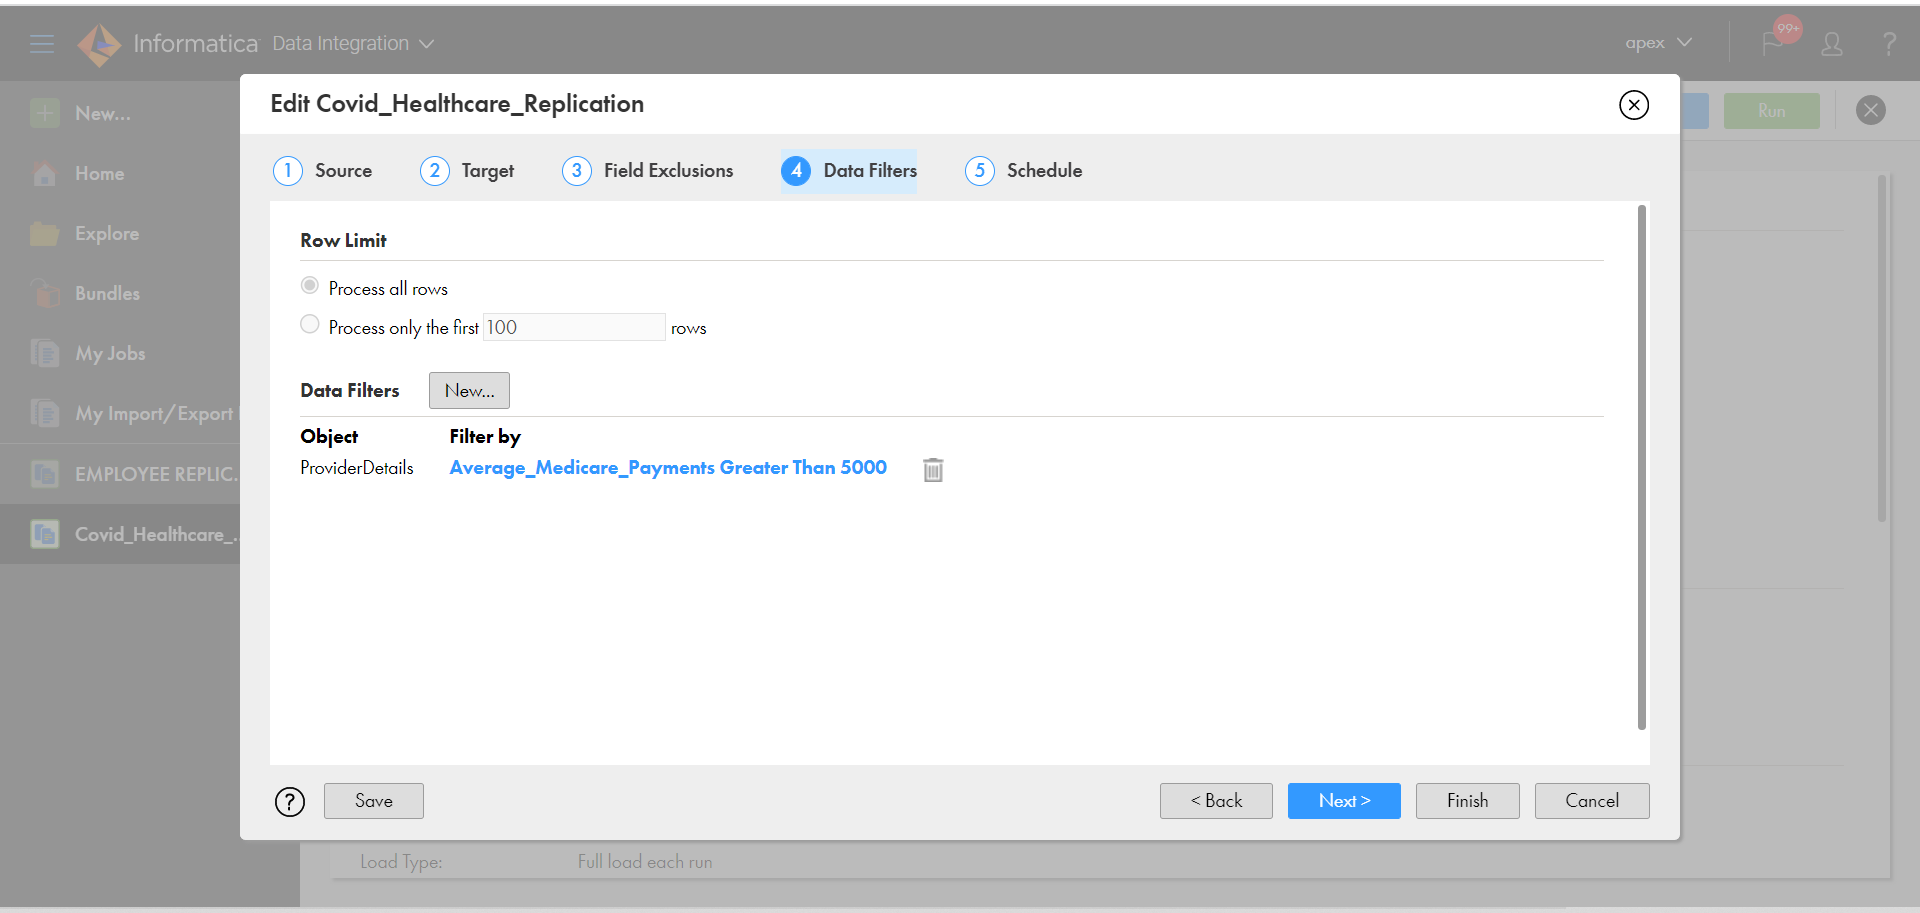 Informatica Data Integration
apex
99+
?
New...
Home
Explore
Bundles
My Jobs
My Import/Export
EMPLOYEE REPLIC...
Covid_Healthcare_...
Run
Edit Covid_Healthcare_Replication
1 Source 2 Target 3 Field Exclusions 4 Data Filters 5 Schedule
Row Limit
Process all rows
Process only the first 100 rows
Data Filters New...
Object Filter by
ProviderDetails Average_Medicare_Payments Greater Than 5000
? Save < Back Next > Finish Cancel
Load Type: Full load each run